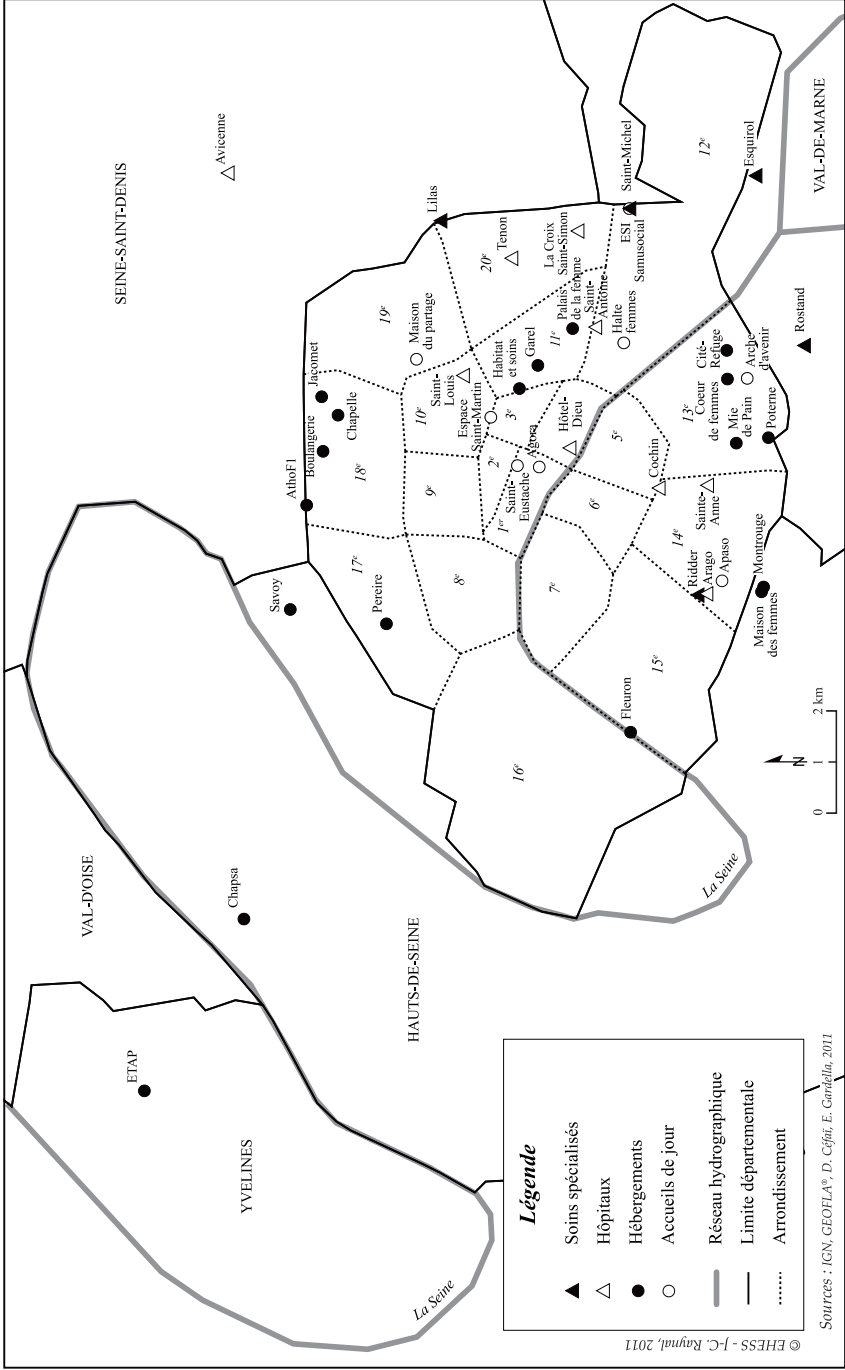 SEINE-SAINT-DENIS
Avicenne
VAL-D'OISE
ETAP
Chapsa
YVELINES
HAUTS-DE-SEINE
La Seine
Savoy
AthoF1
Boulangerie
Jacomet
Chapelle
18e
17e
Pereire
19e
Maison
du partage
Lilas
20e
Tenon
La Croix
Saint-Simon
10e
Saint-
Louis
Espace
Saint-Martin
9e
8e
2e
3e
1er
Habitat
et soins
Garel
11e
Palais
de la femme
Saint-
Antoine
Halte
femmes
ESI
Samusocial
Saint-Michel
12e
Saint-
Eustache
Agora
Hôtel-
Dieu
16e
7e
6e
5e
Cochin
Fleuron
15e
14e
Sainte-
Anne
Ridder
Arago
Apaso
Maison
des femmes
Montrouge
13e
Coeur
de femmes
Cité-
Refuge
Mie
de Pain
Arche
d'avenir
Poterne
Rostand
Esquirol
VAL-DE-MARNE
La Seine
N
0 1 2 km
Légende
Soins spécialisés
Hôpitaux
Hébergements
Accueils de jour
Réseau hydrographique
Limite départementale
Arrondissement
© EHESS - J-C. Raynal, 2011
Sources : IGN, GEOFLA®, D. Céfaï, E. Gardella, 2011